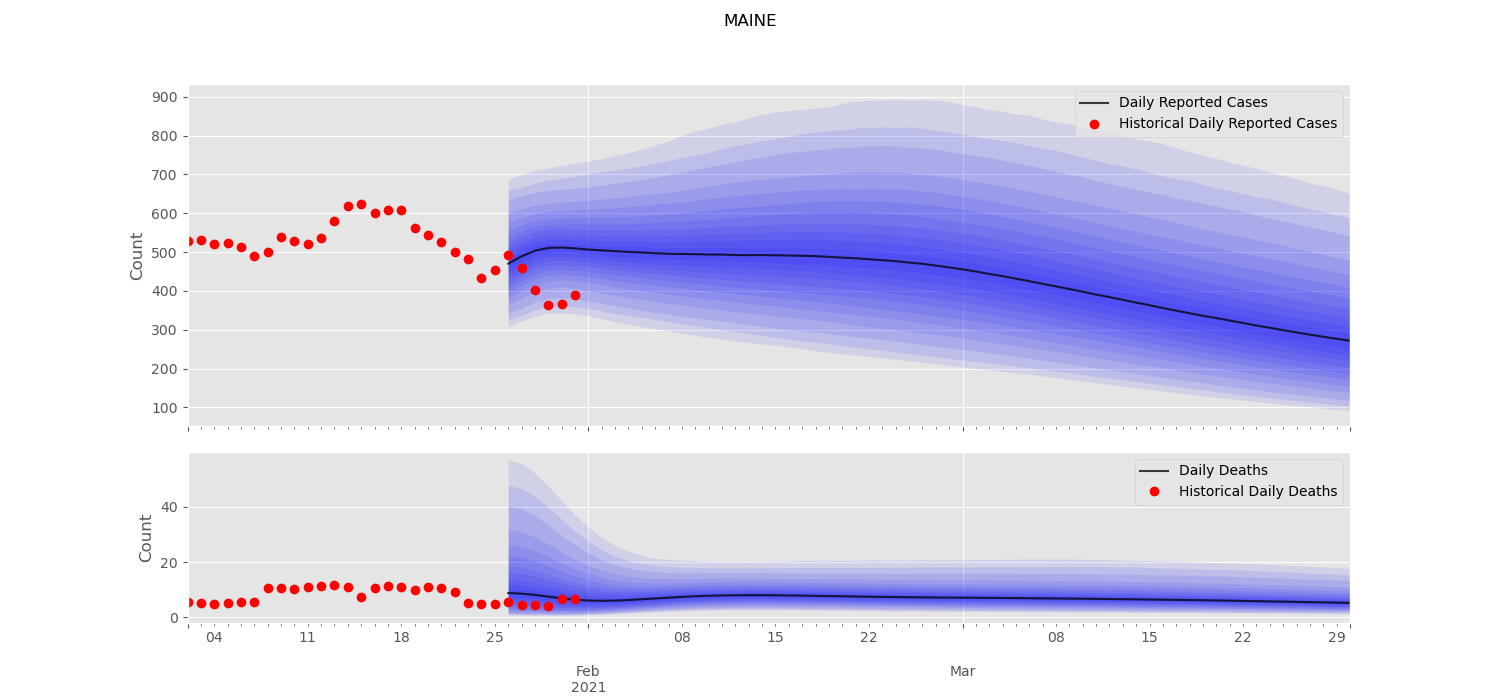 MAINE
900
800
700
600
500
400
300
200
100
Count
Daily Reported Cases
Historical Daily Reported Cases
40
20
0
Count
Daily Deaths
Historical Daily Deaths
04 11 18 25 08 15 22 08 15 22 29
Feb Mar
2021